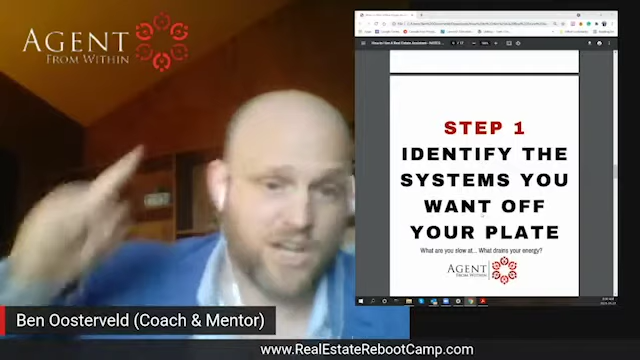 AGENT
FROM WITHIN
STEP 1
IDENTIFY THE
SYSTEMS YOU
WANT OFF
YOUR PLATE
What are you slow at... What drains your energy?
AGENT
FROM WITHIN
Ben Oosterveld (Coach & Mentor)
www.RealEstateRebootCamp.com